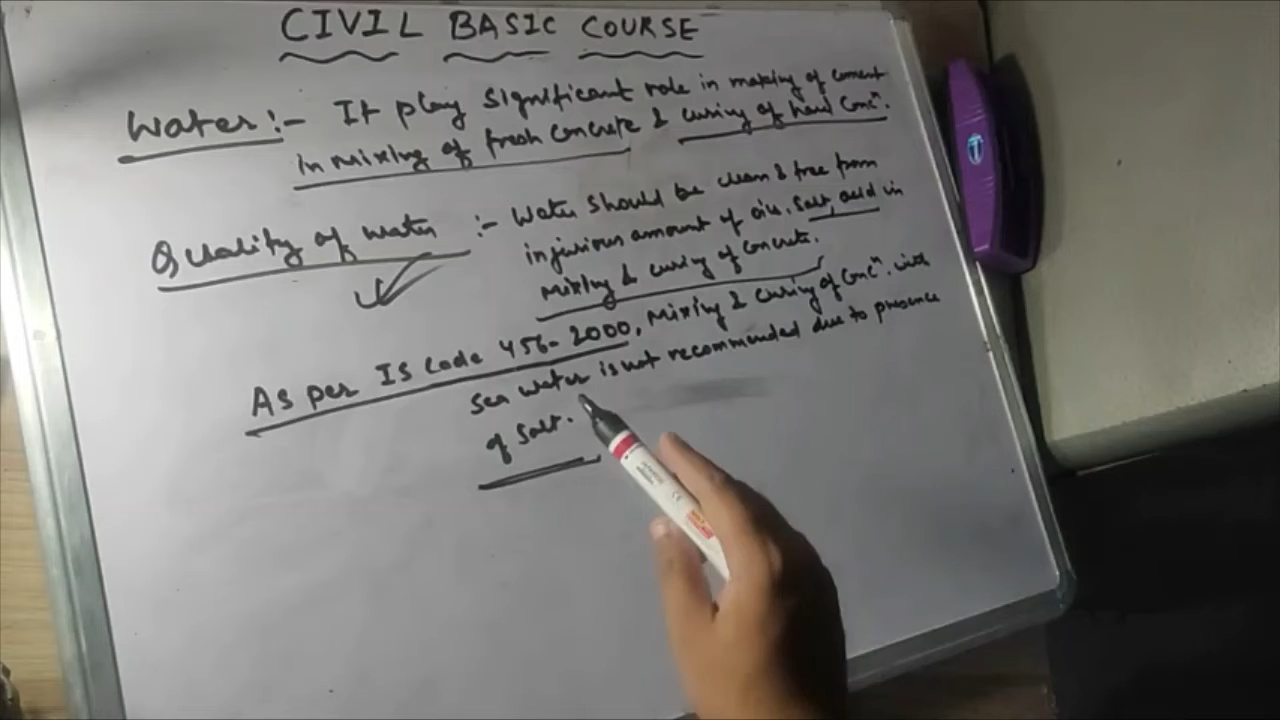 CIVIL BASIC COURSE
Water:- It play significant role in making of cement
in mixing of fresh concrete & curing of hard Concⁿ.
Quality of water :- Water should be clean & free from
injurious amount of oils, salt, acid in
mixing & curing of concrete.
As per IS Code 456-2000, Mixing & Curing of Concⁿ. with
sea water is not recommended due to presence
of salt.